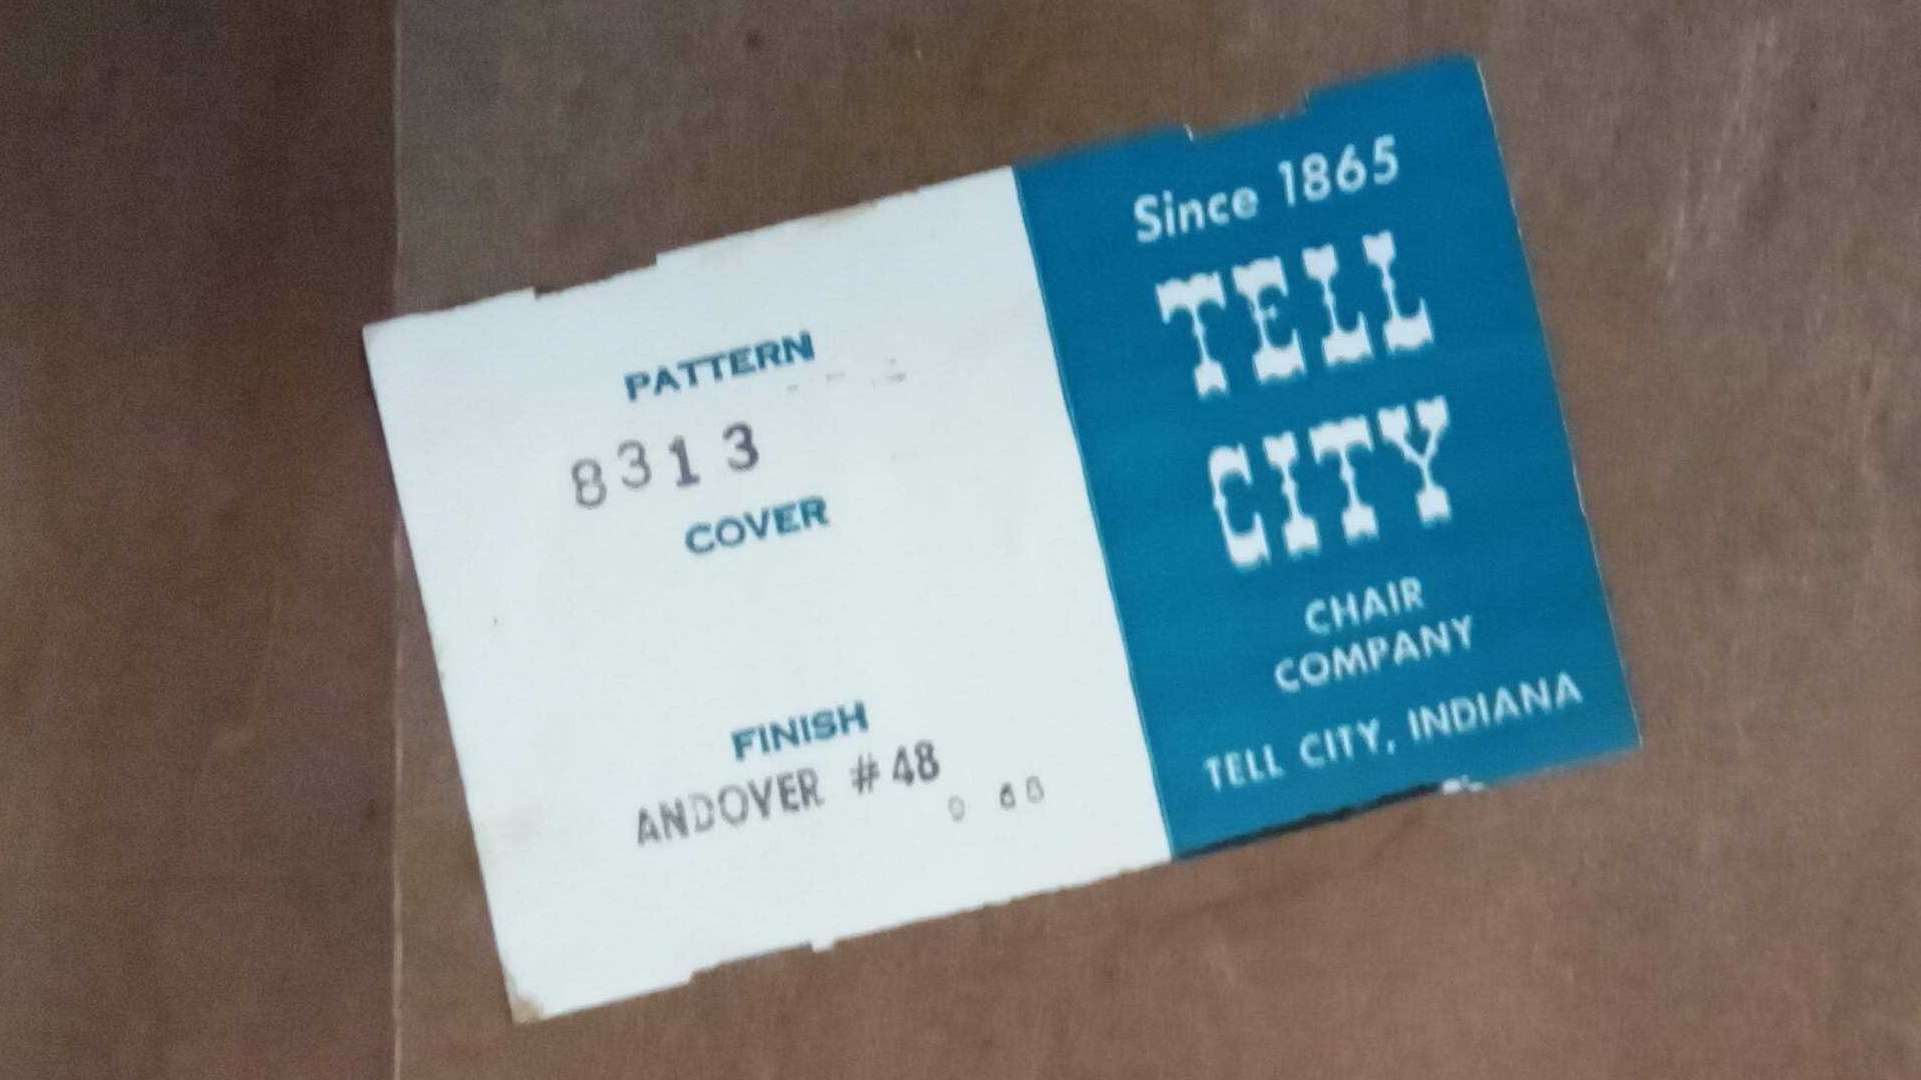 PATTERN
8313
COVER
FINISH
ANDOVER #48
Since 1865
TELL
CITY
CHAIR
COMPANY
TELL CITY, INDIANA